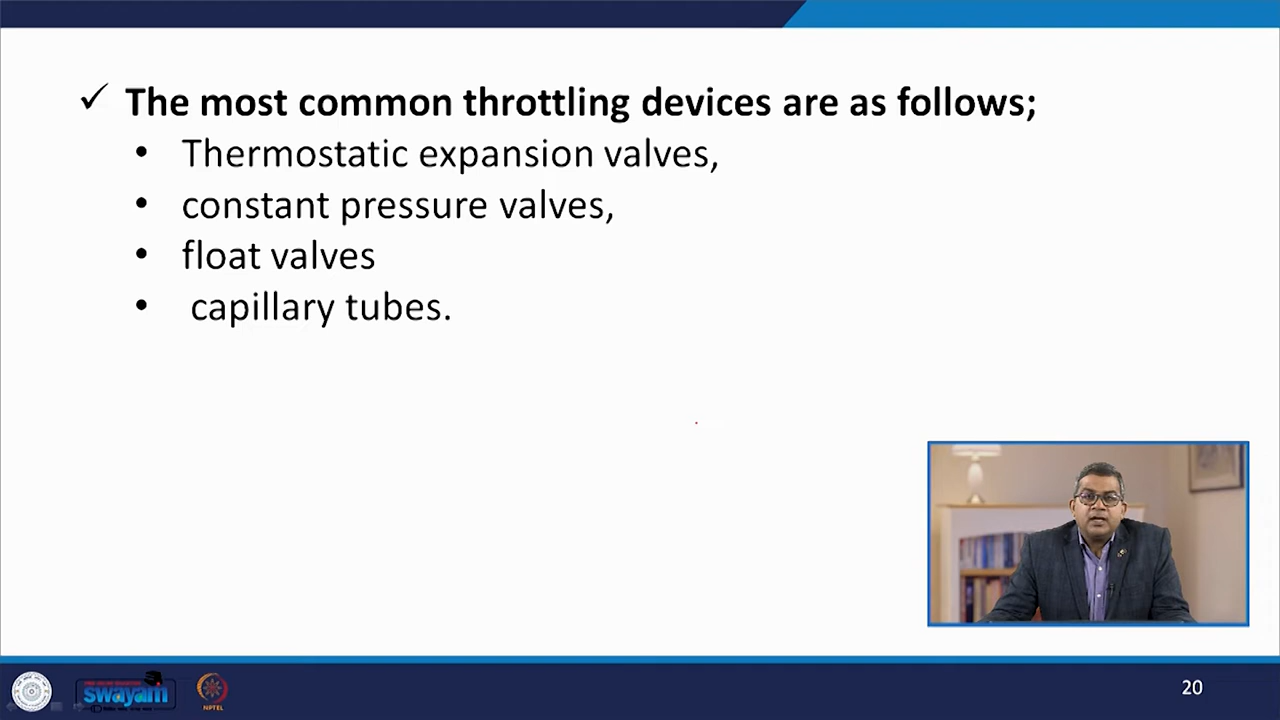 ✓ The most common throttling devices are as follows;
• Thermostatic expansion valves,
• constant pressure valves,
• float valves
• capillary tubes.
swayam
NPTEL
20